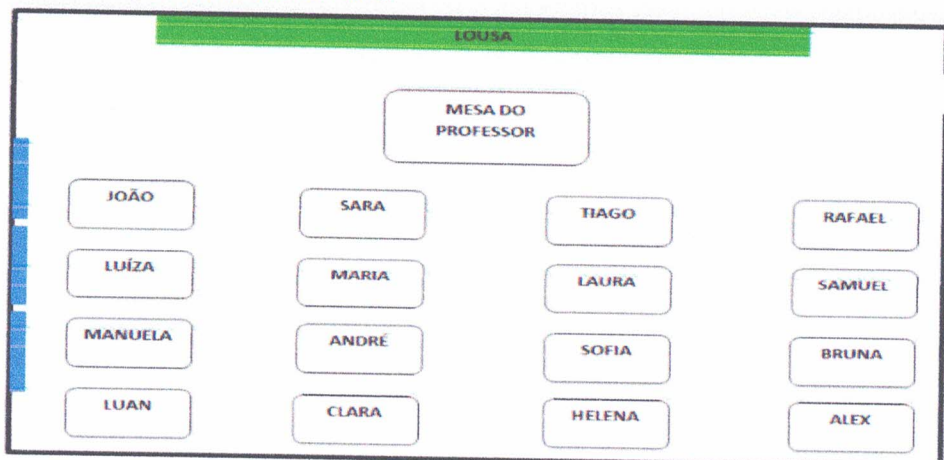 LOUSA
MESA DO
PROFESSOR
JOÃO SARA TIAGO RAFAEL
LUÍZA MARIA LAURA SAMUEL
MANUELA ANDRÉ SOFIA BRUNA
LUAN CLARA HELENA ALEX